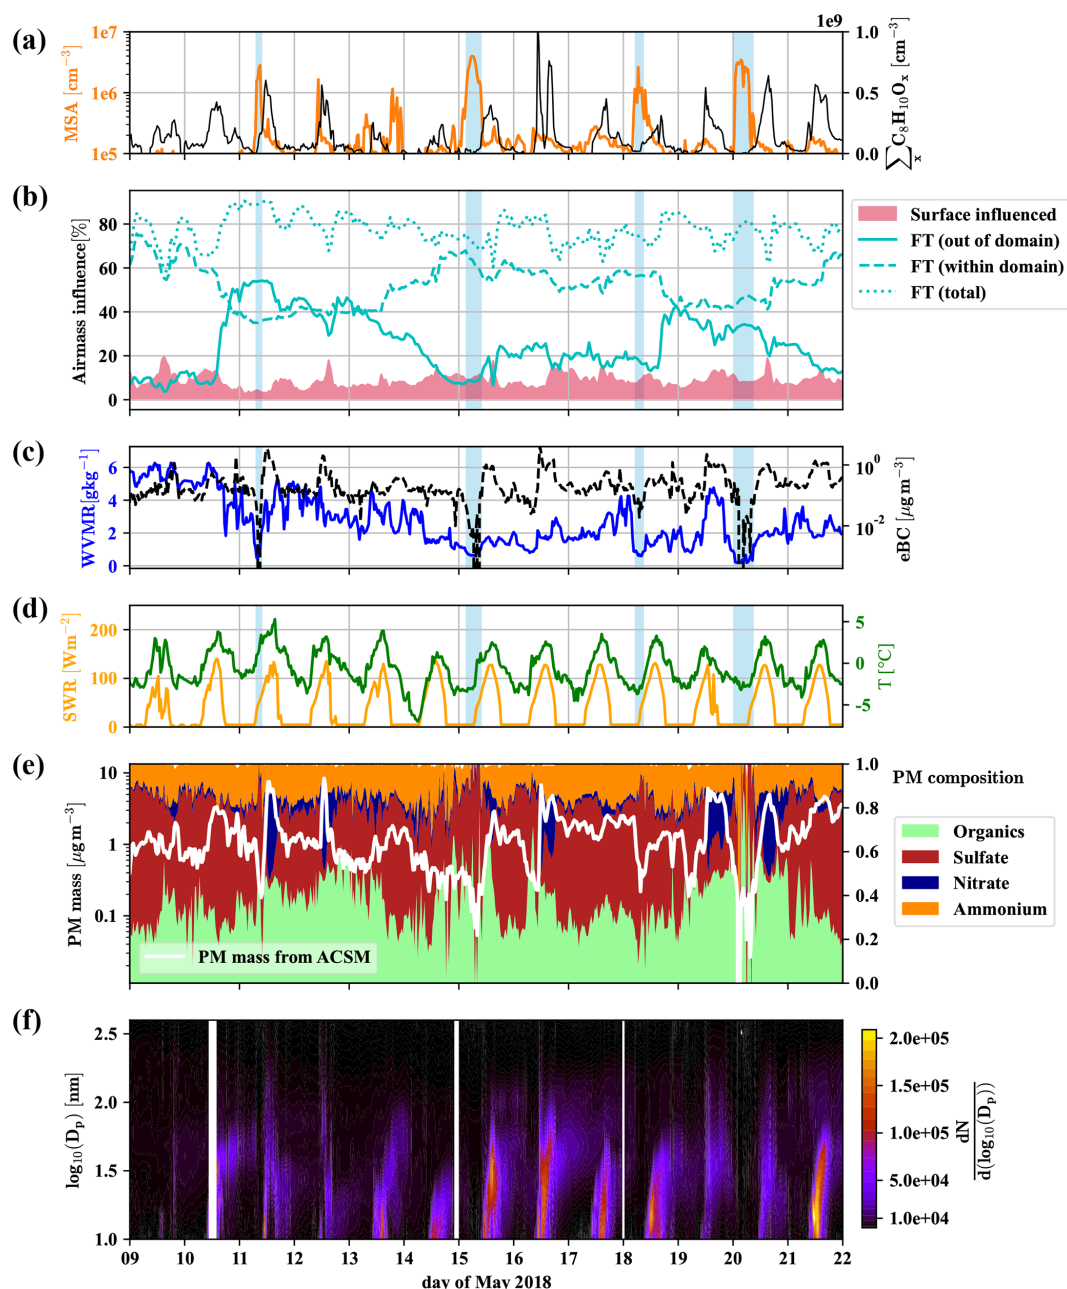 (a)
1e9
1e7
1e6
1e5
MSA [cm⁻³]
1.0
0.5
0.0
∑ₓ C₈H₁₀Oₓ [cm⁻³]
(b)
80
60
40
20
0
Airmass influence[%]
Surface influenced
FT (out of domain)
FT (within domain)
FT (total)
(c)
6
4
2
0
WVMR[gkg⁻¹]
10⁰
10⁻²
eBC [μg m⁻³]
(d)
200
100
0
SWR [Wm⁻²]
5
0
-5
T [°C]
(e)
10
1
0.1
PM mass [μg m⁻³]
1.0
0.8
0.6
0.4
0.2
0.0
PM mass from ACSM
PM composition
Organics
Sulfate
Nitrate
Ammonium
(f)
2.5
2.0
1.5
1.0
log₁₀(Dₚ) [nm]
2.0e+05
1.5e+05
1.0e+05
5.0e+04
1.0e+04
dN
d(log₁₀(Dₚ))
09 10 11 12 13 14 15 16 17 18 19 20 21 22
day of May 2018